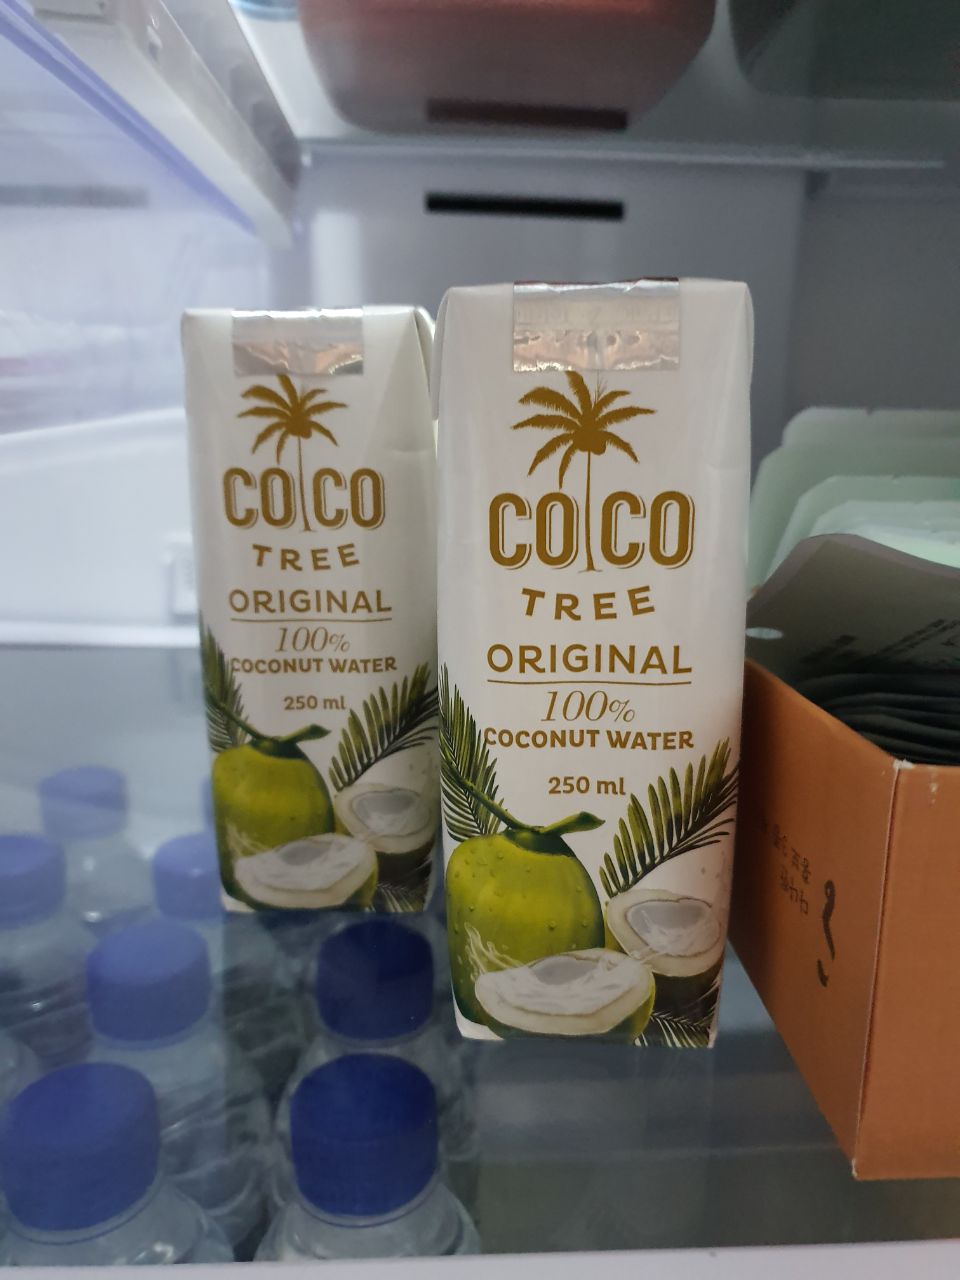 COCO
TREE
ORIGINAL
100%
COCONUT WATER
250 ml
COCO
TREE
ORIGINAL
100%
COCONUT WATER
250 ml